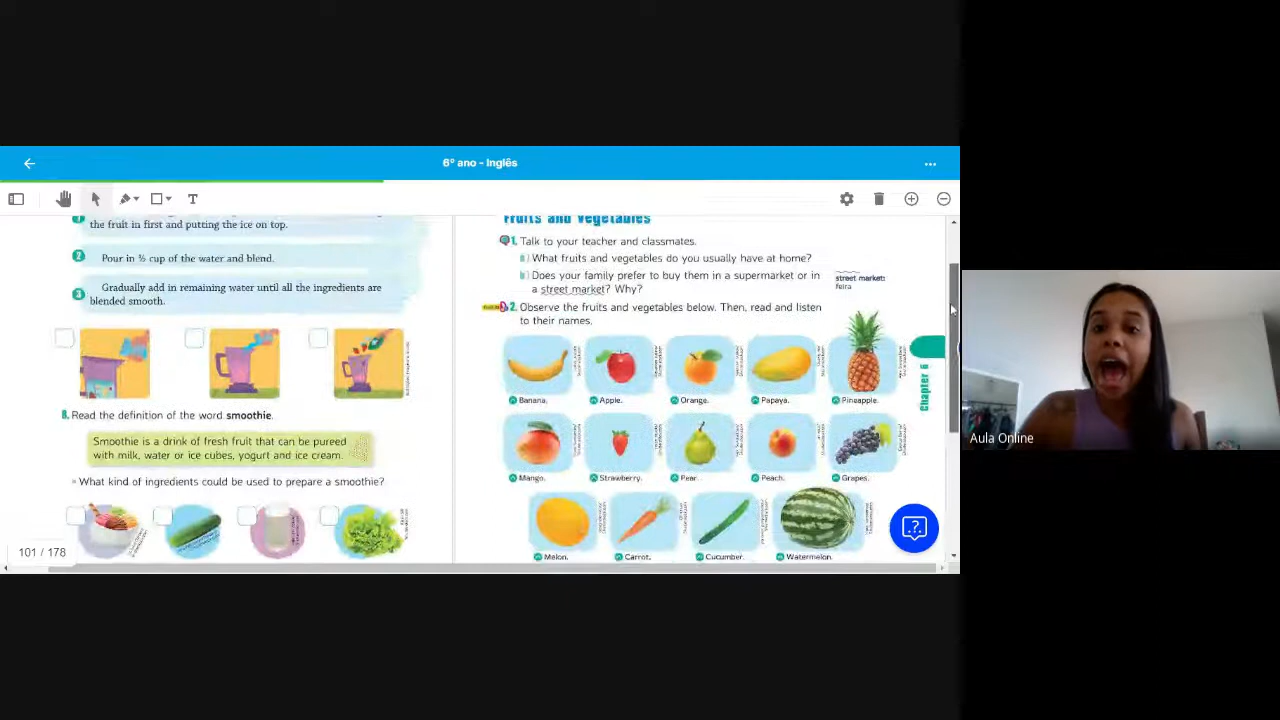 6º ano - Inglês
T
1
the fruit in first and putting the ice on top.
2 Pour in ⅔ cup of the water and blend.
3 Gradually add in remaining water until all the ingredients are
blended smooth.
8. Read the definition of the word smoothie.
Smoothie is a drink of fresh fruit that can be pureed
with milk, water or ice cubes, yogurt and ice cream.
What kind of ingredients could be used to prepare a smoothie?
101 / 178
Fruits and Vegetables
1. Talk to your teacher and classmates.
a) What fruits and vegetables do you usually have at home?
b) Does your family prefer to buy them in a supermarket or in
a street market? Why?
street market:
feira
2. Observe the fruits and vegetables below. Then, read and listen
to their names.
Banana. Apple. Orange. Papaya. Pineapple.
Mango. Strawberry. Pear. Peach. Grapes.
Melon. Carrot. Cucumber. Watermelon.
Chapter 6
Aula Online